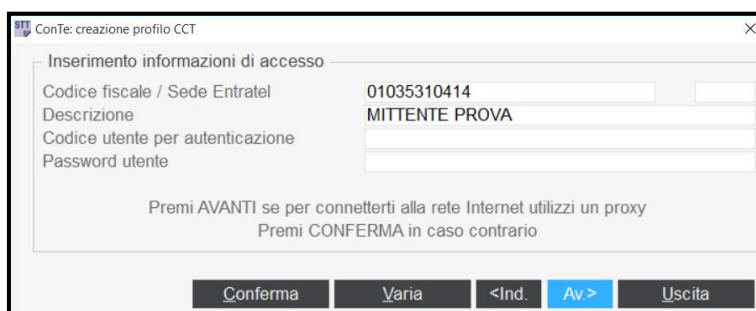 STT
ConTe: creazione profilo CCT
Inserimento informazioni di accesso
Codice fiscale / Sede Entratel 01035310414
Descrizione MITTENTE PROVA
Codice utente per autenticazione
Password utente
Premi AVANTI se per connetterti alla rete Internet utilizzi un proxy
Premi CONFERMA in caso contrario
Conferma Varia <Ind. Av.> Uscita